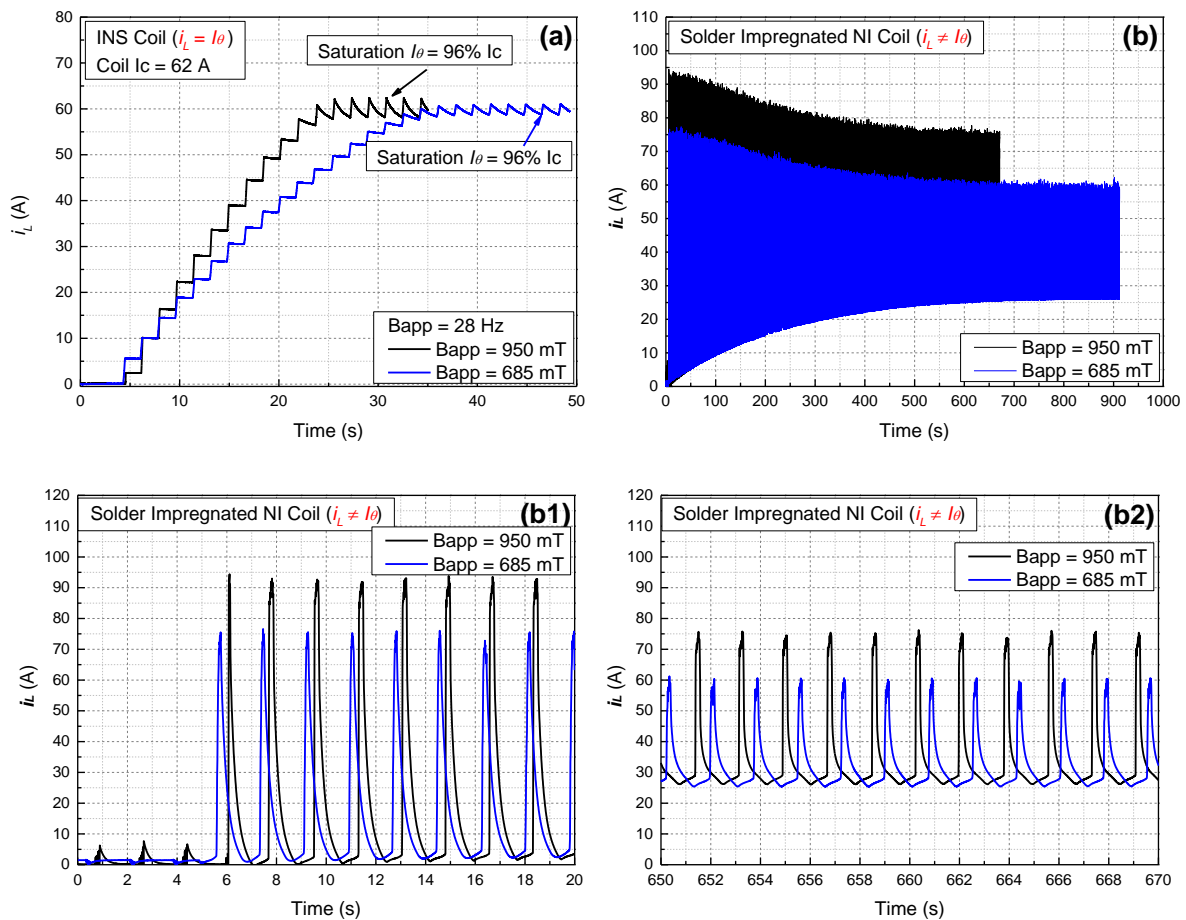 (a)
INS Coil (iL = Iθ)
Coil Ic = 62 A
Saturation Iθ = 96% Ic
Saturation Iθ = 96% Ic
Bapp = 28 Hz
Bapp = 950 mT
Bapp = 685 mT
80
75
70
65
60
55
50
45
40
35
30
25
20
15
10
5
0
iL (A)
0 10 20 30 40 50
Time (s)
(b)
Solder Impregnated NI Coil (iL ≠ Iθ)
Bapp = 950 mT
Bapp = 685 mT
110
100
90
80
70
60
50
40
30
20
10
0
iL (A)
0 100 200 300 400 500 600 700 800 900 1000
Time (s)
(b1)
Solder Impregnated NI Coil (iL ≠ Iθ)
Bapp = 950 mT
Bapp = 685 mT
120
110
100
90
80
70
60
50
40
30
20
10
0
iL (A)
0 2 4 6 8 10 12 14 16 18 20
Time (s)
(b2)
Solder Impregnated NI Coil (iL ≠ Iθ)
Bapp = 950 mT
Bapp = 685 mT
120
110
100
90
80
70
60
50
40
30
20
10
0
iL (A)
650 652 654 656 658 660 662 664 666 668 670
Time (s)